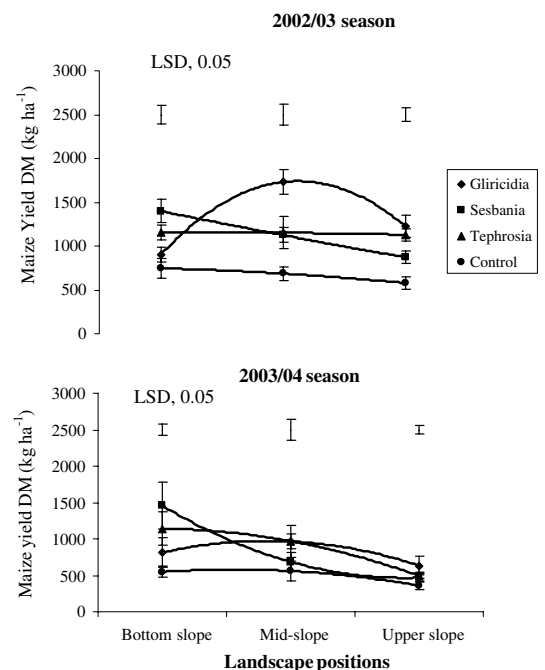 2002/03 season
LSD, 0.05
3000
2500
2000
1500
1000
500
0
Maize Yield DM (kg ha⁻¹)
Gliricidia
Sesbania
Tephrosia
Control
2003/04 season
LSD, 0.05
3000
2500
2000
1500
1000
500
0
Maize yield DM (kg ha⁻¹)
Bottom slope Mid-slope Upper slope
Landscape positions